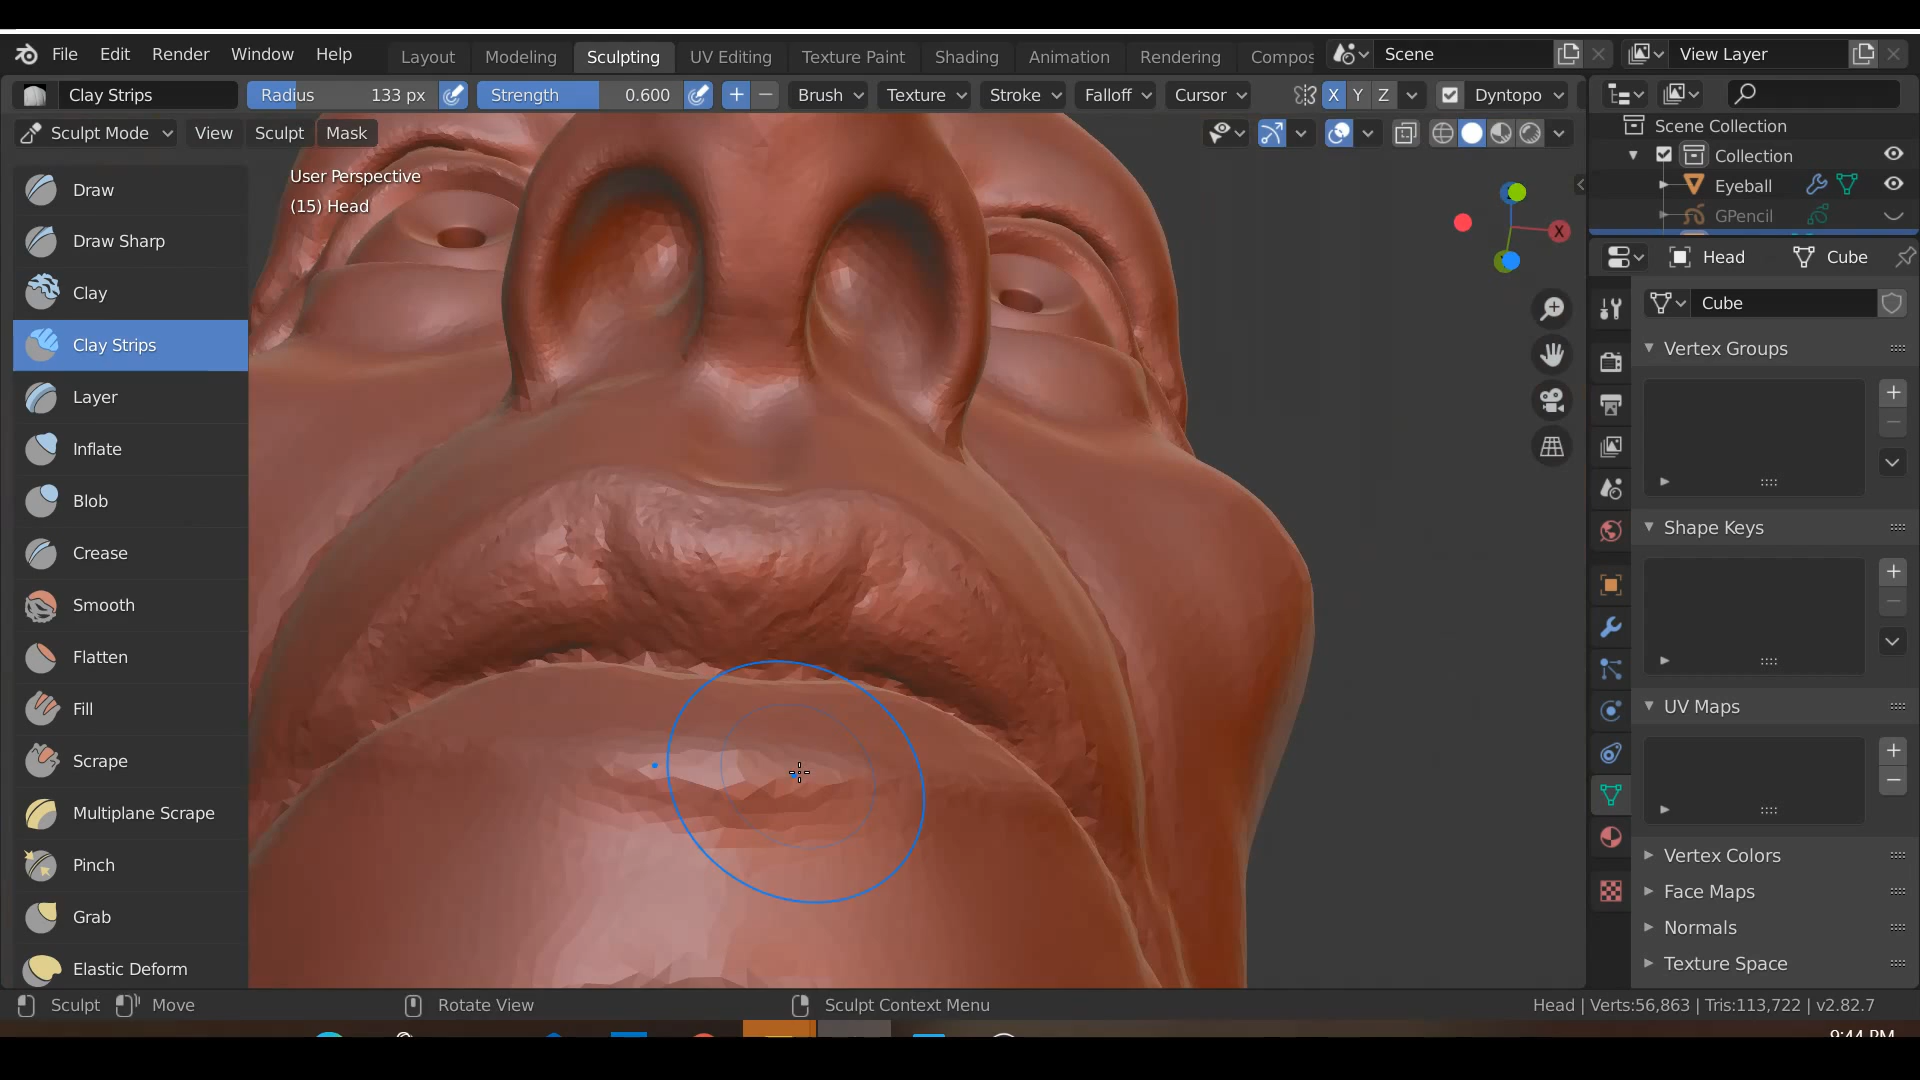 File Edit Render Window Help Layout Modeling Sculpting UV Editing Texture Paint Shading Animation Rendering Compos Scene View Layer
Clay Strips Radius 133 px Strength 0.600 Brush Texture Stroke Falloff Cursor X Y Z Dyntopo
Sculpt Mode View Sculpt Mask
User Perspective
(15) Head
Draw
Draw Sharp
Clay
Clay Strips
Layer
Inflate
Blob
Crease
Smooth
Flatten
Fill
Scrape
Multiplane Scrape
Pinch
Grab
Elastic Deform
X
Scene Collection
Collection
Eyeball
GPencil
Head Cube
Cube
Vertex Groups
Shape Keys
UV Maps
Vertex Colors
Face Maps
Normals
Texture Space
Sculpt Move Rotate View Sculpt Context Menu Head | Verts:56,863 | Tris:113,722 | v2.82.7
9:44 PM